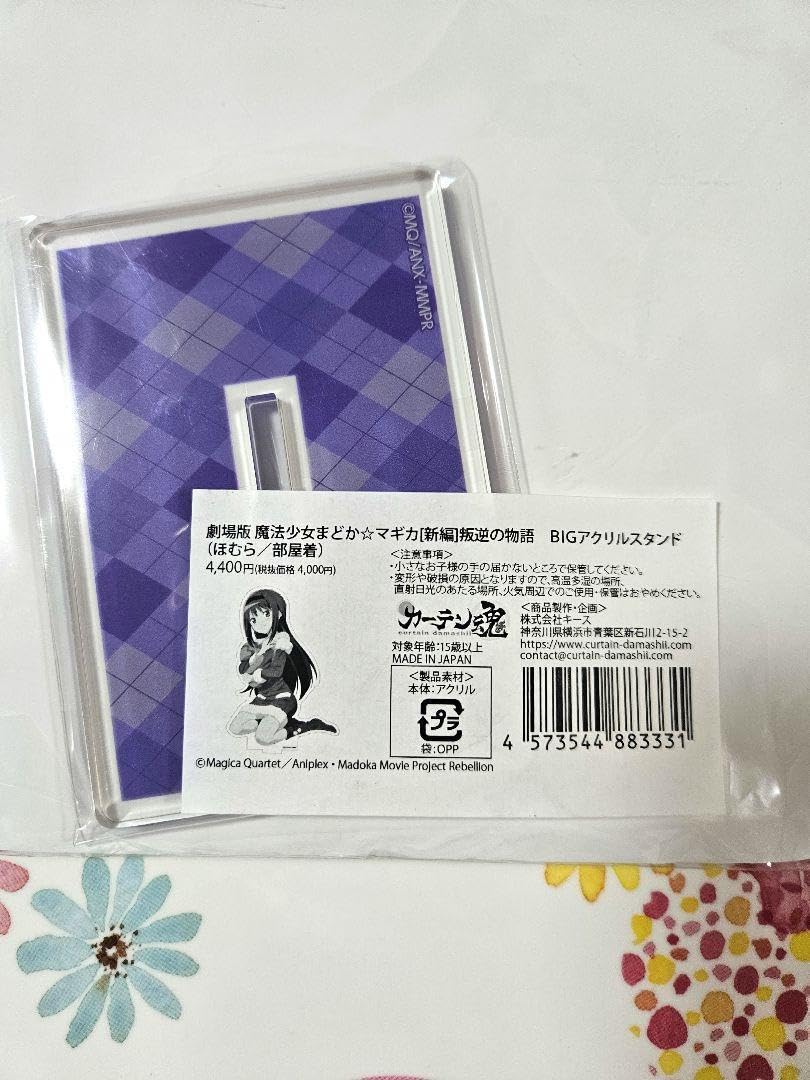 ©MQ/ANX・MMPR
劇場版 魔法少女まどか☆マギカ[新編]叛逆の物語　BIGアクリルスタンド
（ほむら／部屋着）
4,400円(税抜価格 4,000円)
＜注意事項＞
・小さなお子様の手の届かないところで保管してください。
・変形や破損の原因となりますので、高温多湿の場所、
直射日光のあたる場所、火気周辺でのご使用・保管はおやめください。
カーテン魂
curtain damashii
対象年齢：15歳以上
MADE IN JAPAN
＜製品素材＞
本体：アクリル
プラ
袋：OPP
＜商品製作・企画＞
株式会社キース
神奈川県横浜市青葉区新石川2-15-2
https://www.curtain-damashii.com
contact@curtain-damashii.com
4 573544 883331
©Magica Quartet／Aniplex・Madoka Movie Project Rebellion